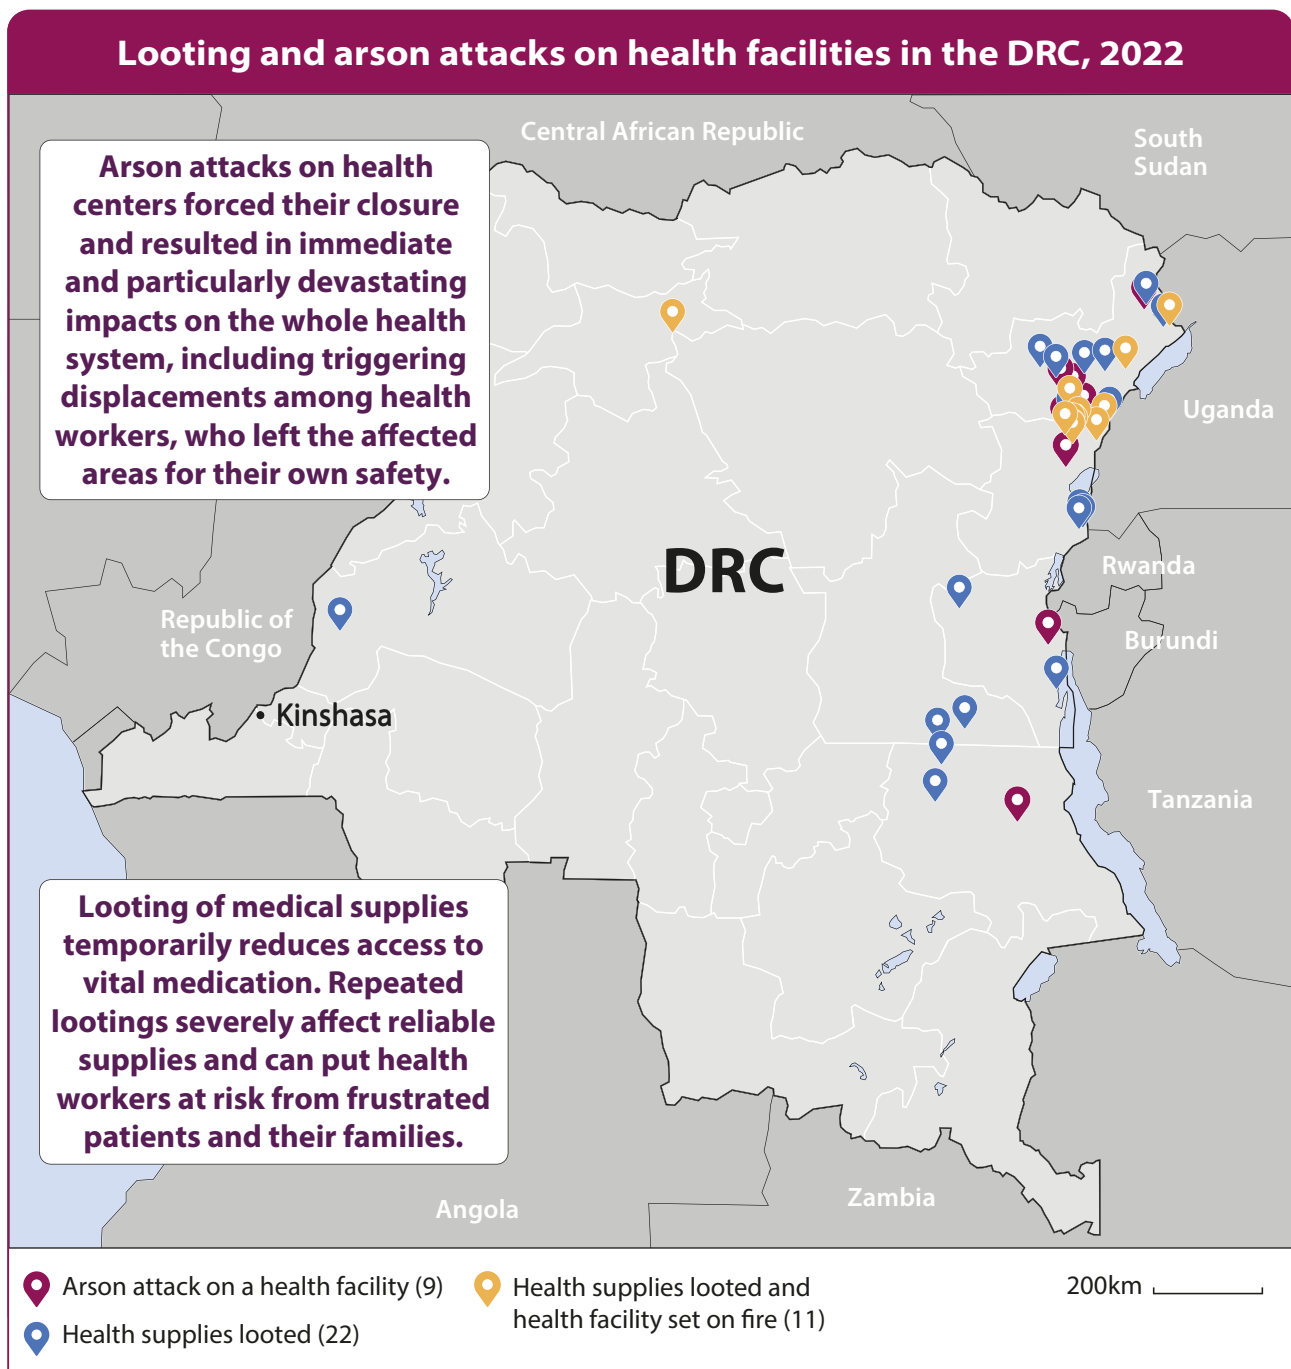 Looting and arson attacks on health facilities in the DRC, 2022
Central African Republic
South
Sudan
Arson attacks on health
centers forced their closure
and resulted in immediate
and particularly devastating
impacts on the whole health
system, including triggering
displacements among health
workers, who left the affected
areas for their own safety.
Uganda
DRC
Rwanda
Republic of
the Congo
Burundi
Kinshasa
Tanzania
Looting of medical supplies
temporarily reduces access to
vital medication. Repeated
lootings severely affect reliable
supplies and can put health
workers at risk from frustrated
patients and their families.
Zambia
Angola
Arson attack on a health facility (9)
Health supplies looted (22)
Health supplies looted and
health facility set on fire (11)
200km